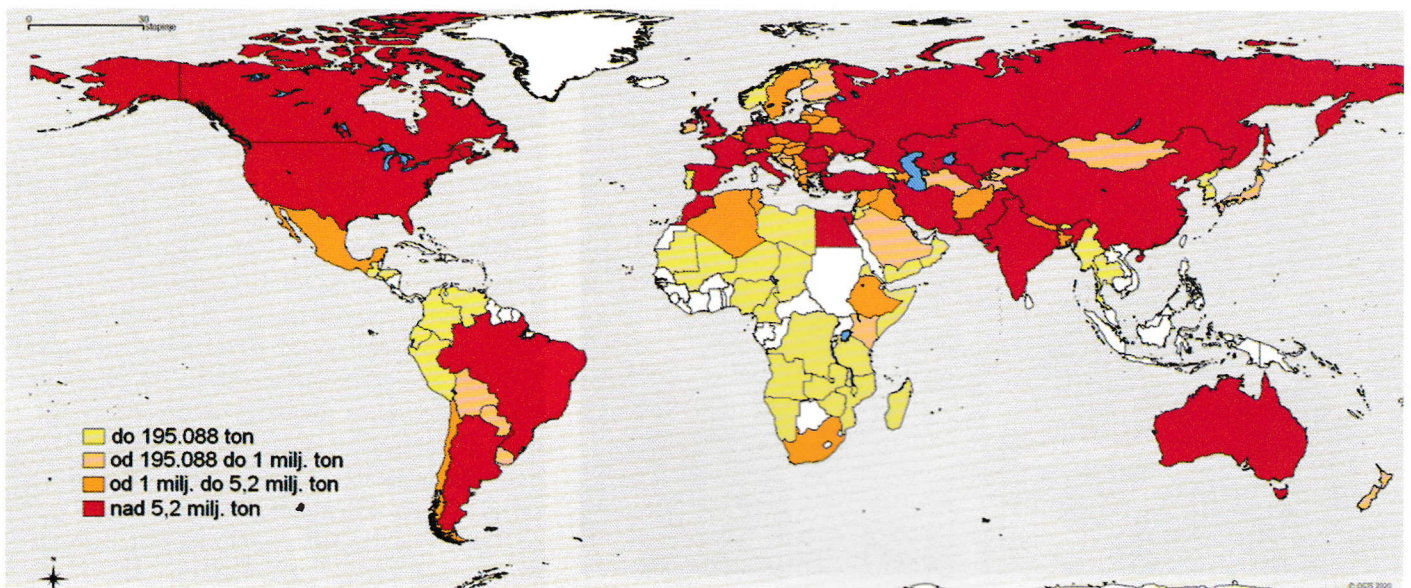 0 30
stopinje
do 195.088 ton
od 195.088 do 1 milj. ton
od 1 milj. do 5,2 milj. ton
nad 5,2 milj. ton
N
© OGIS 2020